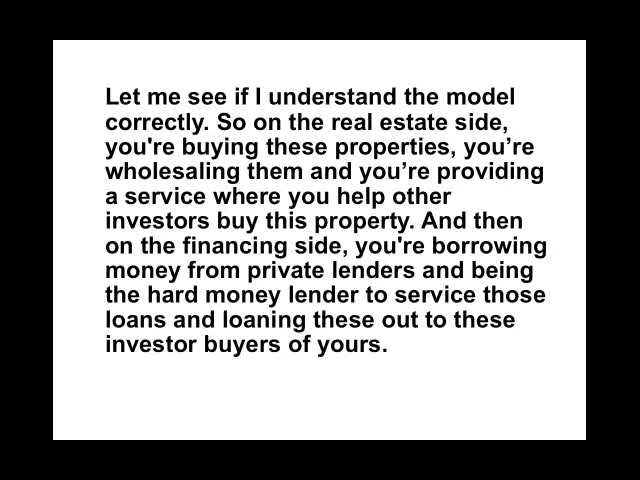 Let me see if I understand the model
correctly. So on the real estate side,
you're buying these properties, you’re
wholesaling them and you’re providing
a service where you help other
investors buy this property. And then
on the financing side, you're borrowing
money from private lenders and being
the hard money lender to service those
loans and loaning these out to these
investor buyers of yours.